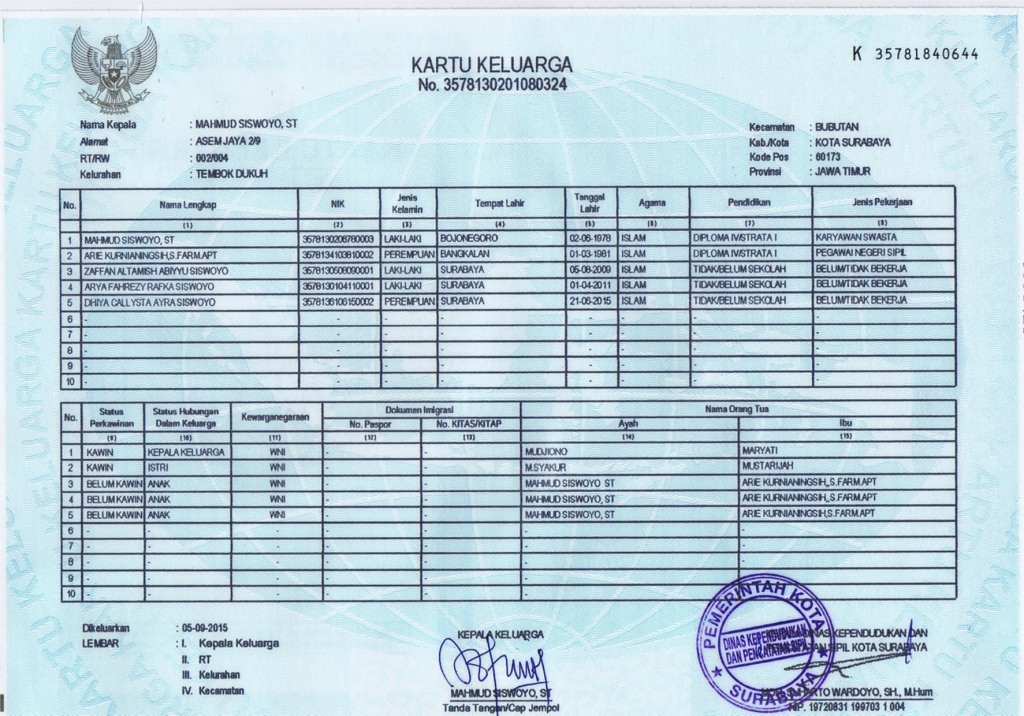 K 35781840644
KARTU KELUARGA
No. 3578130201080324
Nama Kepala : MAHMUD SISWOYO, ST
Alamat : ASEM JAYA 2/9
RT/RW : 002/004
Kelurahan : TEMBOK DUKUH
Kecamatan : BUBUTAN
Kab./Kota : KOTA SURABAYA
Kode Pos : 60173
Provinsi : JAWA TIMUR
No. Nama Lengkap NIK Jenis Kelamin Tempat Lahir Tanggal Lahir Agama Pendidikan Jenis Pekerjaan
(1) (2) (3) (4) (5) (6) (7) (8)
1 MAHMUD SISWOYO, ST 3578130206780003 LAKI-LAKI BOJONEGORO 02-06-1978 ISLAM DIPLOMA IV/STRATA I KARYAWAN SWASTA
2 ARIE KURNIANINGSIH,S.FARM.APT 3578134103810002 PEREMPUAN BANGKALAN 01-03-1981 ISLAM DIPLOMA IV/STRATA I PEGAWAI NEGERI SIPIL
3 ZAFFAN ALTAMISH ABIYYU SISWOYO 3578130508090001 LAKI-LAKI SURABAYA 05-08-2009 ISLAM TIDAK/BELUM SEKOLAH BELUM/TIDAK BEKERJA
4 ARYA FAHREZY RAFKA SISWOYO 3578130104110001 LAKI-LAKI SURABAYA 01-04-2011 ISLAM TIDAK/BELUM SEKOLAH BELUM/TIDAK BEKERJA
5 DHIYA CALLYSTA AYRA SISWOYO 3578136106150002 PEREMPUAN SURABAYA 21-06-2015 ISLAM TIDAK/BELUM SEKOLAH BELUM/TIDAK BEKERJA
6 - - - - - - - -
7 - - - - - - - -
8 - - - - - - - -
9 - - - - - - - -
10 - - - - - - - -
No. Status Perkawinan Status Hubungan Dalam Keluarga Kewarganegaraan Dokumen Imigrasi Nama Orang Tua
No. Paspor No. KITAS/KITAP Ayah Ibu
(9) (10) (11) (12) (13) (14) (15)
1 KAWIN KEPALA KELUARGA WNI - - MUDJIONO MARYATI
2 KAWIN ISTRI WNI - - M.SYAKUR MUSTARIJAH
3 BELUM KAWIN ANAK WNI - - MAHMUD SISWOYO ST ARIE KURNIANINGSIH,,S.FARM.APT
4 BELUM KAWIN ANAK WNI - - MAHMUD SISWOYO, ST ARIE KURNIANINGSIH,S.FARM.APT
5 BELUM KAWIN ANAK WNI - - MAHMUD SISWOYO, ST ARIE KURNIANINGSIH,S.FARM.APT
6 - - - - - - -
7 - - - - - - -
8 - - - - - - -
9 - - - - - - -
10 - - - - - - -
Dikeluarkan : 05-09-2015
LEMBAR : I. Kepala Keluarga
II. RT
III. Kelurahan
IV. Kecamatan
KEPALA KELUARGA
MAHMUD SISWOYO, ST
Tanda Tangan/Cap Jempol
KEPENDUDUKAN DAN
SIPIL KOTA SURABAYA
PEMERINTAH KOTA
DINAS KEPENDUDUKAN
DAN PENCATATAN SIPIL
SURABAYA
WARDOYO, SH., M.Hum
NIP. 19720831 199703 1 004